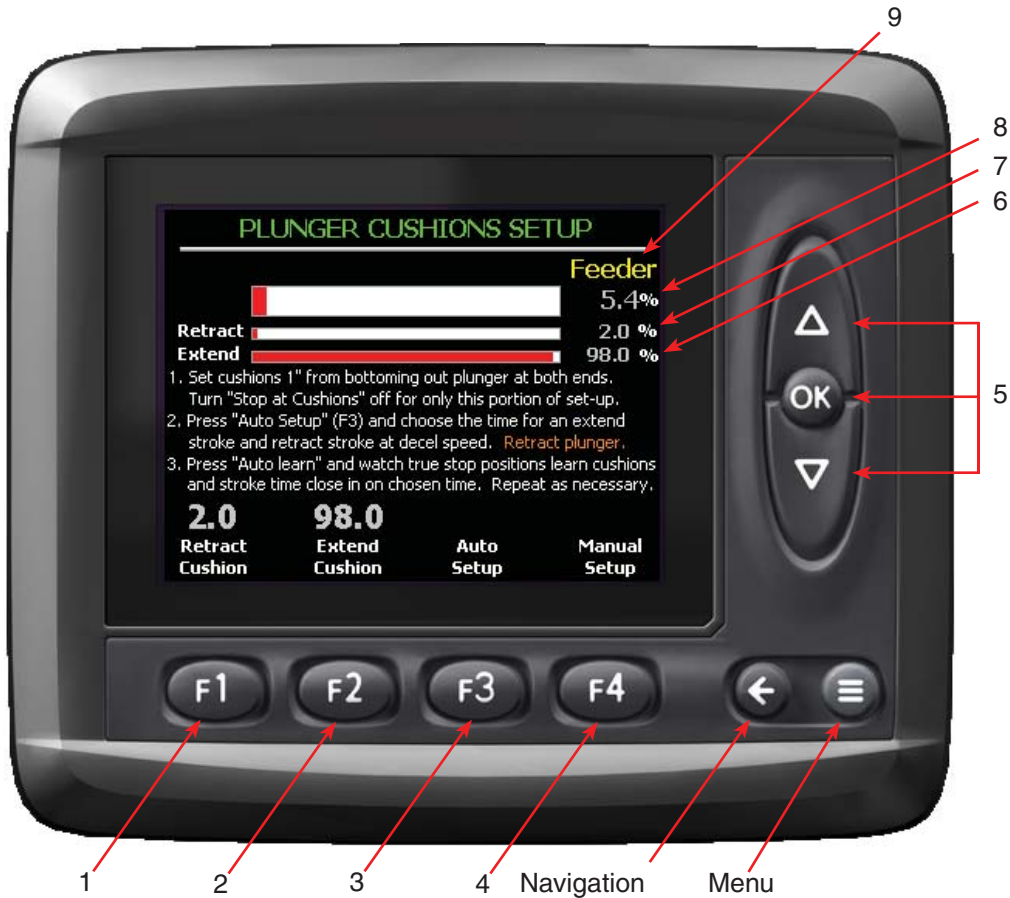 9
8
7
6
PLUNGER CUSHIONS SETUP
Feeder
5.4%
Retract 2.0 %
Extend 98.0 %
1. Set cushions 1" from bottoming out plunger at both ends.
Turn "Stop at Cushions" off for only this portion of set-up.
2. Press "Auto Setup" (F3) and choose the time for an extend
stroke and retract stroke at decel speed. Retract plunger.
3. Press "Auto learn" and watch true stop positions learn cushions
and stroke time close in on chosen time. Repeat as necessary.
2.0 98.0
Retract Extend Auto Manual
Cushion Cushion Setup Setup
OK
5
F1 F2 F3 F4
1 2 3 4 Navigation Menu